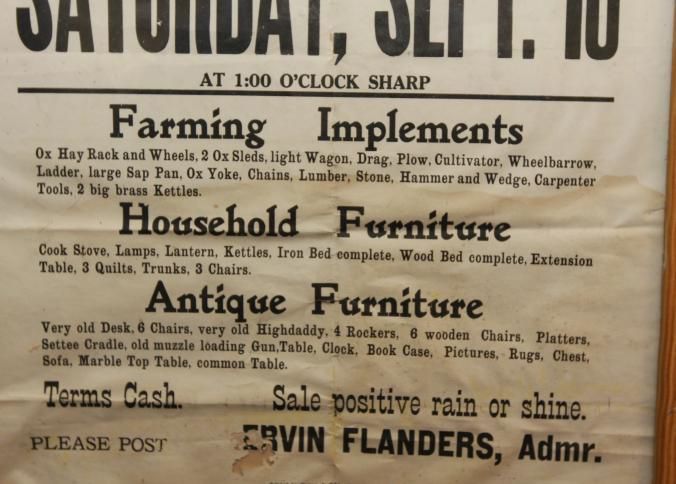 SATURDAY, SEPT. 10
AT 1:00 O'CLOCK SHARP
Farming Implements
Ox Hay Rack and Wheels, 2 Ox Sleds, light Wagon, Drag, Plow, Cultivator, Wheelbarrow,
Ladder, large Sap Pan, Ox Yoke, Chains, Lumber, Stone, Hammer and Wedge, Carpenter
Tools, 2 big brass Kettles.
Household Furniture
Cook Stove, Lamps, Lantern, Kettles, Iron Bed complete, Wood Bed complete, Extension
Table, 3 Quilts, Trunks, 3 Chairs.
Antique Furniture
Very old Desk, 6 Chairs, very old Highdaddy, 4 Rockers, 6 wooden Chairs, Platters,
Settee Cradle, old muzzle loading Gun,Table, Clock, Book Case, Pictures, Rugs, Chest,
Sofa, Marble Top Table, common Table.
Terms Cash. Sale positive rain or shine.
PLEASE POST ERVIN FLANDERS, Admr.